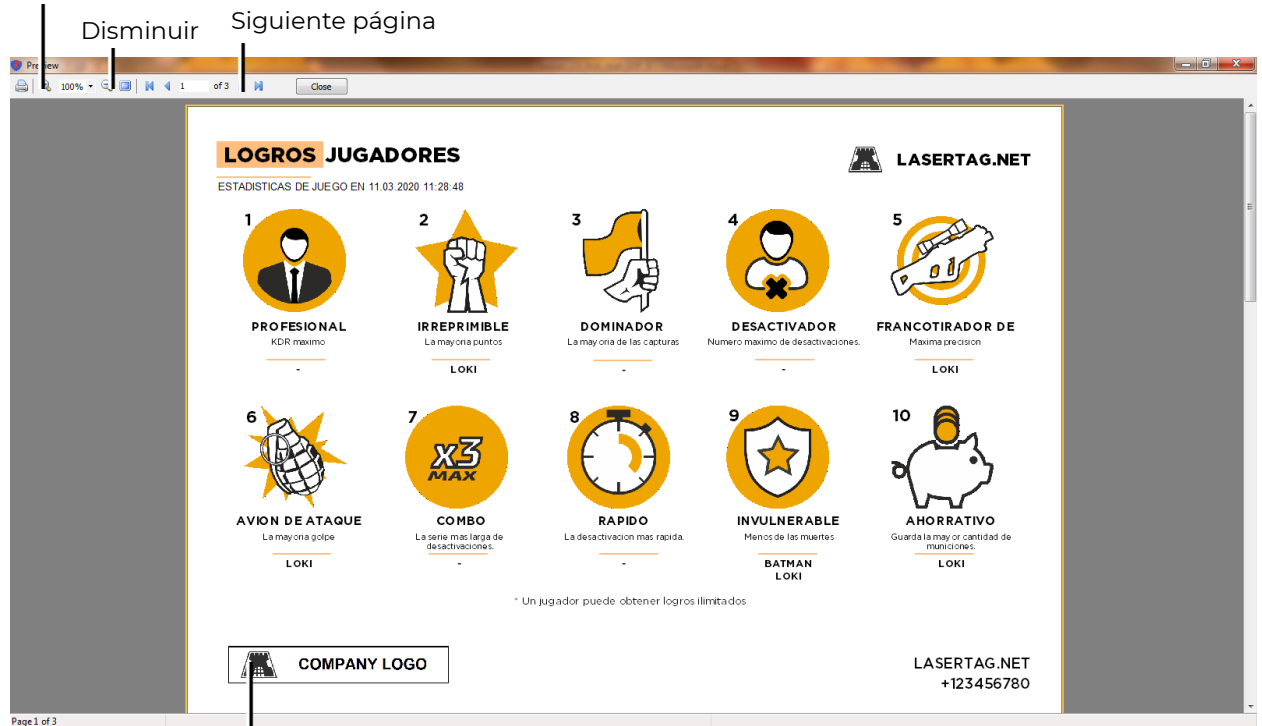 Disminuir
Siguiente página
Preview
100%
1 of 3
Close
LOGROS JUGADORES
LASERTAG.NET
ESTADISTICAS DE JUEGO EN 11.03.2020 11:28:48
1
PROFESIONAL
KDR maximo
-
2
IRREPRIMIBLE
La mayoria puntos
LOKI
3
DOMINADOR
La mayoria de las capturas
-
4
DESACTIVADOR
Numero maximo de desactivaciones.
-
5
FRANCOTIRADOR DE
Maxima precision
LOKI
6
AVION DE ATAQUE
La mayoria golpe
LOKI
7
x3
MAX
COMBO
La serie mas larga de
desactivaciones.
-
8
RAPIDO
La desactivacion mas rapida.
-
9
INVULNERABLE
Menos de las muertes
BATMAN
LOKI
10
AHORRATIVO
Guarda la mayor cantidad de
municiones.
LOKI
* Un jugador puede obtener logros ilimitados
COMPANY LOGO
LASERTAG.NET
+123456780
Page 1 of 3